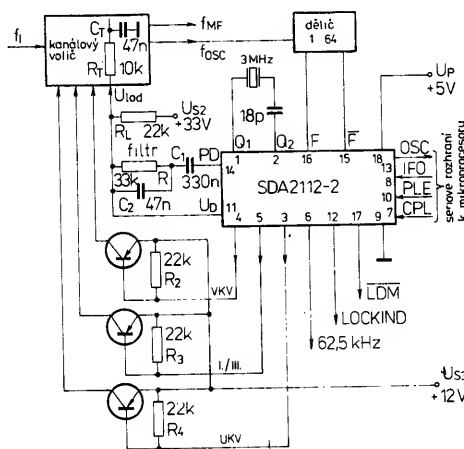 f_I
kanálový
volič
C_T
47n
R_T
10k
f_MF
f_OSC
dělič
1 64
3MHz
18p
U_P
+5V
U_lad
R_L
22k
U_S2
+33V
filtr
33k
R
C_1
330n
C_2
47n
PD
U_D
Q_1
Q_2
F
F̅
1
2
16
15
18
14
11
SDA2112-2
13
8
10
7
4
5
3
6
12
17
9
OSC
IFO
PLE
CPL
seriové rozhraní
k mikroprocesoru
22k
R_2
VKV
22k
R_3
I./III.
22k
R_4
UKV
L̅D̅M̅
LOCKIND
62,5 kHz
U_S3
+12V